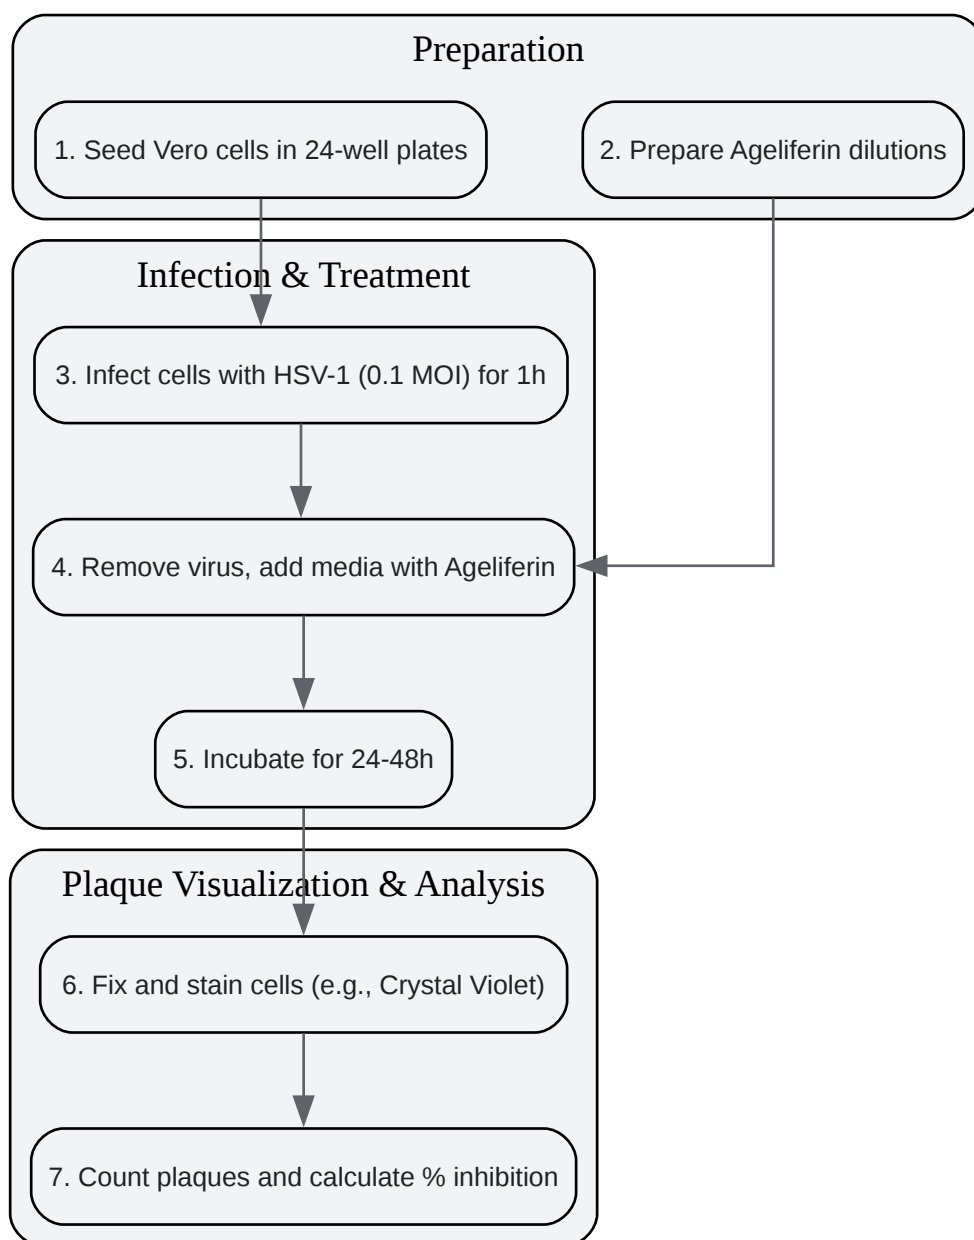 Preparation
1. Seed Vero cells in 24-well plates
2. Prepare Ageliferin dilutions
Infection & Treatment
3. Infect cells with HSV-1 (0.1 MOI) for 1h
4. Remove virus, add media with Ageliferin
5. Incubate for 24-48h
Plaque Visualization & Analysis
6. Fix and stain cells (e.g., Crystal Violet)
7. Count plaques and calculate % inhibition